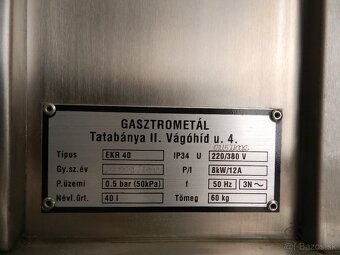 GASZTROMETÁL
Tatabánya II. Vágóhíd u. 4.
Típus EKR 40 IP34 U 220/380 V
Gy.sz.év P/I 8kW/12A
P.üzemi 0.5 bar (50kPa) f 50 Hz 3N~
Névl.űrt. 40 l Tömeg 60 kg